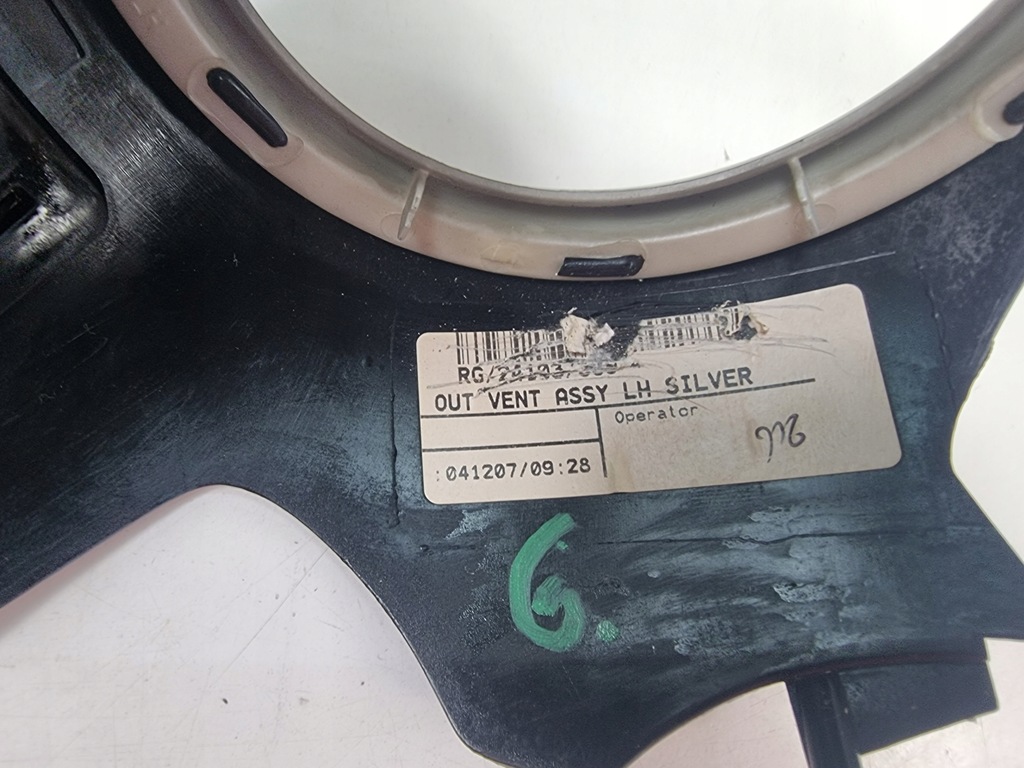 OUT VENT ASSY LH SILVER
Operator
:041207/09:28
6.